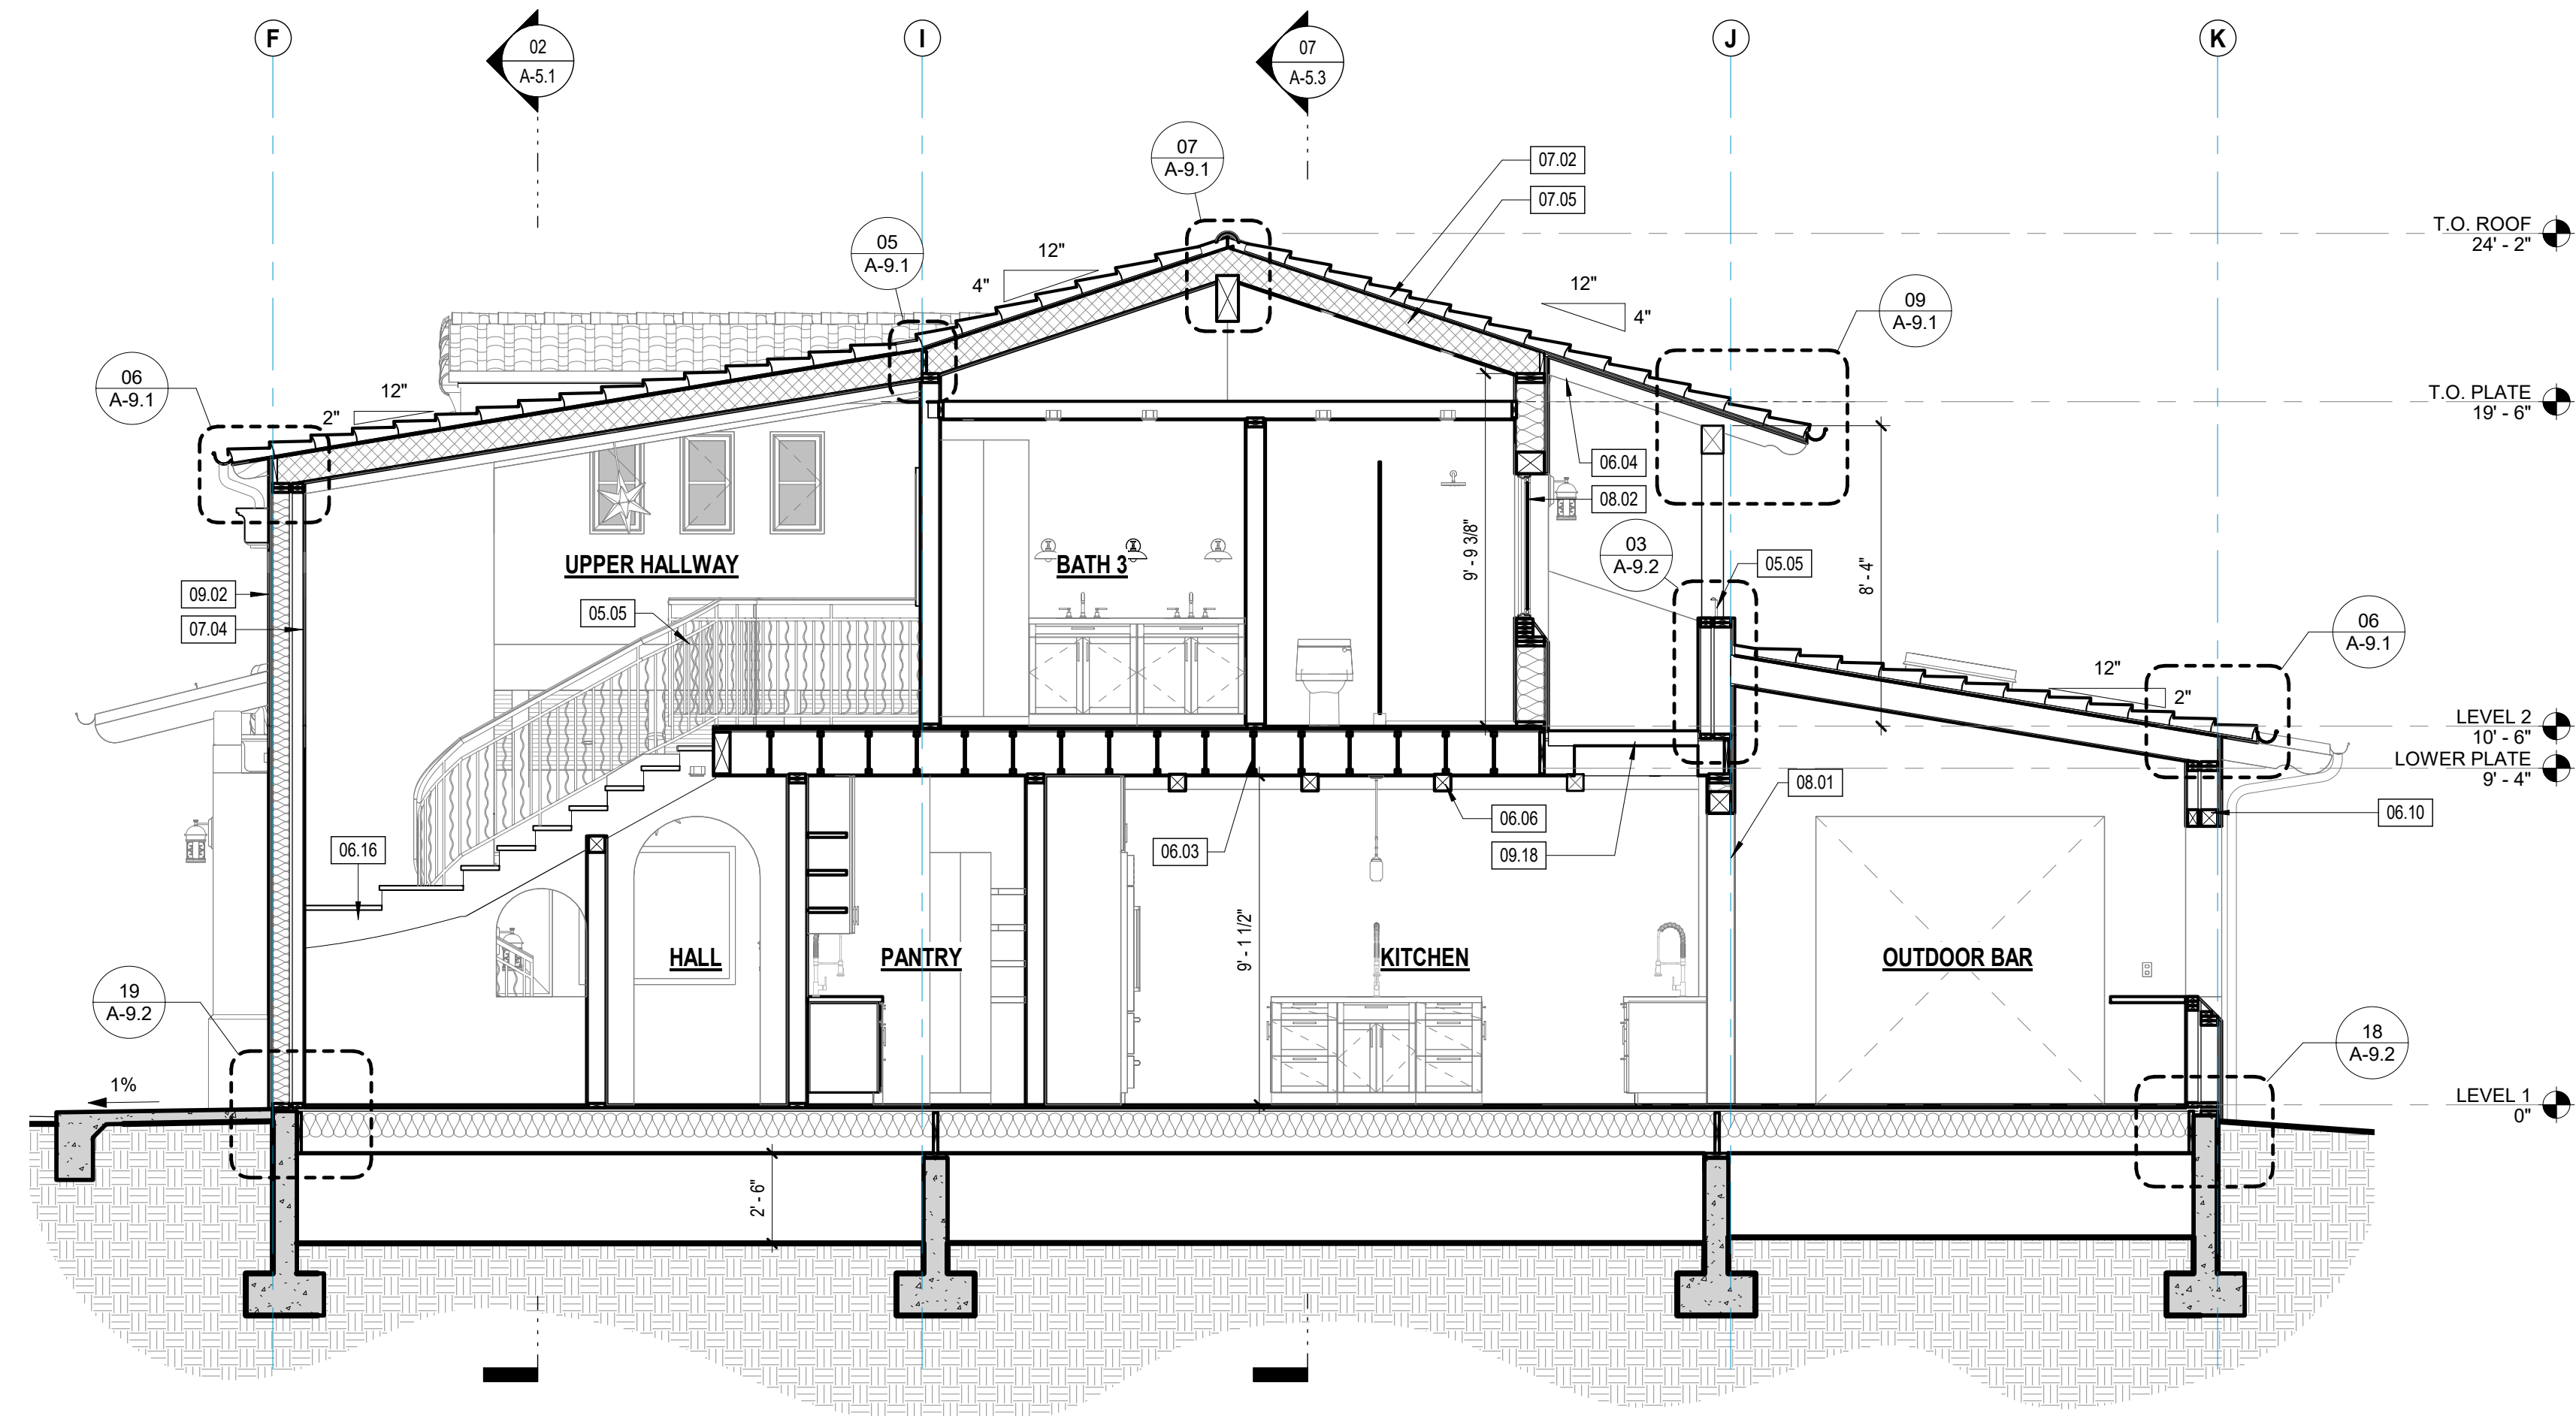 F
02
A-5.1
I
07
A-5.3
J
K
07
A-9.1
07.02
07.05
05
A-9.1
12"
4"
12"
4"
09
A-9.1
T.O. ROOF
24' - 2"
06
A-9.1
12"
2"
T.O. PLATE
19' - 6"
06.04
08.02
9' - 9 3/8"
8' - 4"
03
A-9.2
05.05
UPPER HALLWAY
BATH 3
09.02
07.04
05.05
06
A-9.1
12"
2"
LEVEL 2
10' - 6"
LOWER PLATE
9' - 4"
08.01
06.06
06.10
06.16
06.03
09.18
9' - 1 1/2"
HALL
PANTRY
KITCHEN
OUTDOOR BAR
19
A-9.2
18
A-9.2
1%
LEVEL 1
0"
2' - 6"